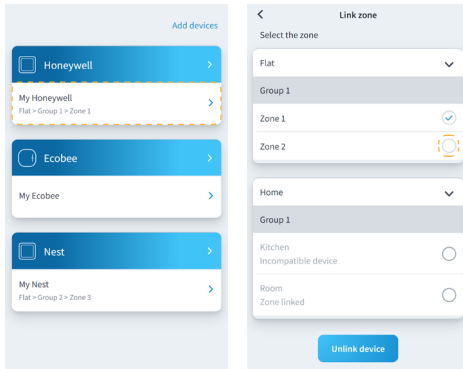 Add devices
Honeywell
My Honeywell
Flat > Group 1 > Zone 1
Ecobee
My Ecobee
Nest
My Nest
Flat > Group 2 > Zone 3
Link zone
Select the zone
Flat
Group 1
Zone 1
Zone 2
Home
Group 1
Kitchen
Incompatible device
Room
Zone linked
Unlink device